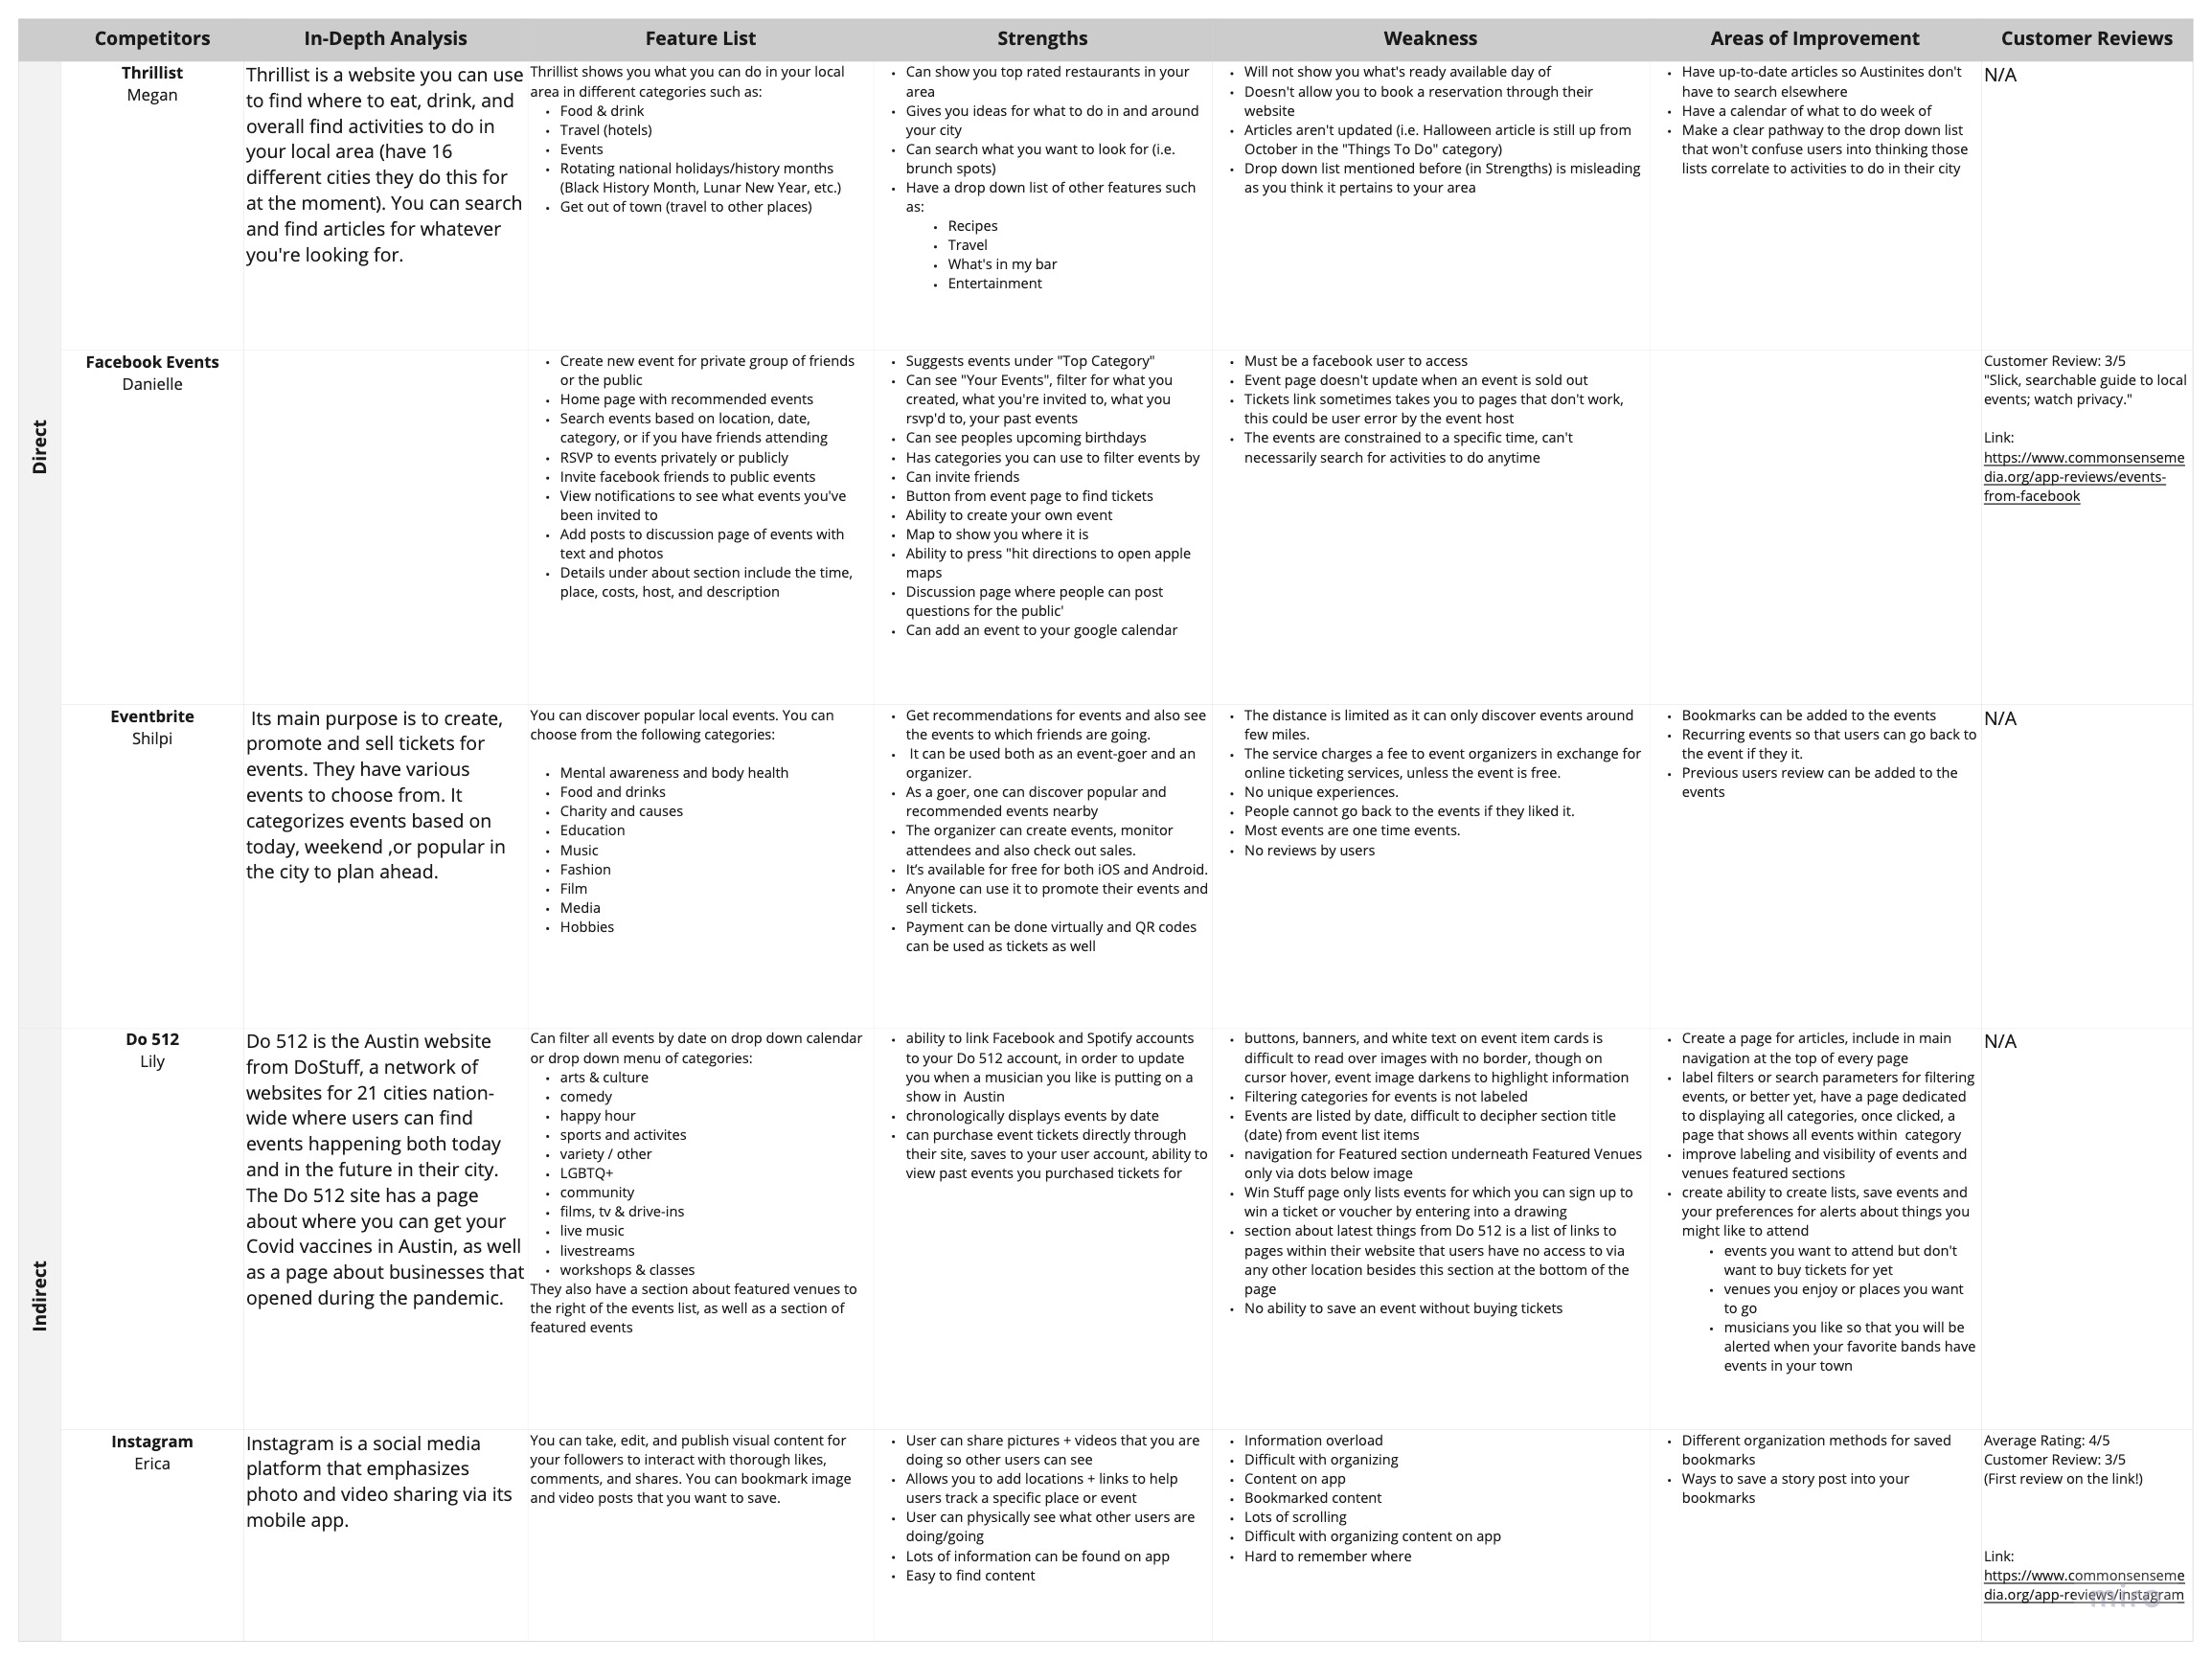 Competitors
In-Depth Analysis
Feature List
Strengths
Weakness
Areas of Improvement
Customer Reviews
Direct
Thrillist
Megan
Thrillist is a website you can use
to find where to eat, drink, and
overall find activities to do in
your local area (have 16
different cities they do this for
at the moment). You can search
and find articles for whatever
you're looking for.
Thrillist shows you what you can do in your local
area in different categories such as:
• Food & drink
• Travel (hotels)
• Events
• Rotating national holidays/history months
(Black History Month, Lunar New Year, etc.)
• Get out of town (travel to other places)
• Can show you top rated restaurants in your
area
• Gives you ideas for what to do in and around
your city
• Can search what you want to look for (i.e.
brunch spots)
• Have a drop down list of other features such
as:
• Recipes
• Travel
• What's in my bar
• Entertainment
• Will not show you what's ready available day of
• Doesn't allow you to book a reservation through their
website
• Articles aren't updated (i.e. Halloween article is still up from
October in the "Things To Do" category)
• Drop down list mentioned before (in Strengths) is misleading
as you think it pertains to your area
• Have up-to-date articles so Austinites don't
have to search elsewhere
• Have a calendar of what to do week of
• Make a clear pathway to the drop down list
that won't confuse users into thinking those
lists correlate to activities to do in their city
N/A
Facebook Events
Danielle
• Create new event for private group of friends
or the public
• Home page with recommended events
• Search events based on location, date,
category, or if you have friends attending
• RSVP to events privately or publicly
• Invite facebook friends to public events
• View notifications to see what events you've
been invited to
• Add posts to discussion page of events with
text and photos
• Details under about section include the time,
place, costs, host, and description
• Suggests events under "Top Category"
• Can see "Your Events", filter for what you
created, what you're invited to, what you
rsvp'd to, your past events
• Can see peoples upcoming birthdays
• Has categories you can use to filter events by
• Can invite friends
• Button from event page to find tickets
• Ability to create your own event
• Map to show you where it is
• Ability to press "hit directions to open apple
maps
• Discussion page where people can post
questions for the public'
• Can add an event to your google calendar
• Must be a facebook user to access
• Event page doesn't update when an event is sold out
• Tickets link sometimes takes you to pages that don't work,
this could be user error by the event host
• The events are constrained to a specific time, can't
necessarily search for activities to do anytime
Customer Review: 3/5
"Slick, searchable guide to local
events; watch privacy."
Link:
https://www.commonsenseme
dia.org/app-reviews/events-
from-facebook
Eventbrite
Shilpi
Its main purpose is to create,
promote and sell tickets for
events. They have various
events to choose from. It
categorizes events based on
today, weekend ,or popular in
the city to plan ahead.
You can discover popular local events. You can
choose from the following categories:
• Mental awareness and body health
• Food and drinks
• Charity and causes
• Education
• Music
• Fashion
• Film
• Media
• Hobbies
• Get recommendations for events and also see
the events to which friends are going.
• It can be used both as an event-goer and an
organizer.
• As a goer, one can discover popular and
recommended events nearby
• The organizer can create events, monitor
attendees and also check out sales.
• It’s available for free for both iOS and Android.
• Anyone can use it to promote their events and
sell tickets.
• Payment can be done virtually and QR codes
can be used as tickets as well
• The distance is limited as it can only discover events around
few miles.
• The service charges a fee to event organizers in exchange for
online ticketing services, unless the event is free.
• No unique experiences.
• People cannot go back to the events if they liked it.
• Most events are one time events.
• No reviews by users
• Bookmarks can be added to the events
• Recurring events so that users can go back to
the event if they it.
• Previous users review can be added to the
events
N/A
Indirect
Do 512
Lily
Do 512 is the Austin website
from DoStuff, a network of
websites for 21 cities nation-
wide where users can find
events happening both today
and in the future in their city.
The Do 512 site has a page
about where you can get your
Covid vaccines in Austin, as well
as a page about businesses that
opened during the pandemic.
Can filter all events by date on drop down calendar
or drop down menu of categories:
• arts & culture
• comedy
• happy hour
• sports and activites
• variety / other
• LGBTQ+
• community
• films, tv & drive-ins
• live music
• livestreams
• workshops & classes
They also have a section about featured venues to
the right of the events list, as well as a section of
featured events
• ability to link Facebook and Spotify accounts
to your Do 512 account, in order to update
you when a musician you like is putting on a
show in Austin
• chronologically displays events by date
• can purchase event tickets directly through
their site, saves to your user account, ability to
view past events you purchased tickets for
• buttons, banners, and white text on event item cards is
difficult to read over images with no border, though on
cursor hover, event image darkens to highlight information
• Filtering categories for events is not labeled
• Events are listed by date, difficult to decipher section title
(date) from event list items
• navigation for Featured section underneath Featured Venues
only via dots below image
• Win Stuff page only lists events for which you can sign up to
win a ticket or voucher by entering into a drawing
• section about latest things from Do 512 is a list of links to
pages within their website that users have no access to via
any other location besides this section at the bottom of the
page
• No ability to save an event without buying tickets
• Create a page for articles, include in main
navigation at the top of every page
• label filters or search parameters for filtering
events, or better yet, have a page dedicated
to displaying all categories, once clicked, a
page that shows all events within category
• improve labeling and visibility of events and
venues featured sections
• create ability to create lists, save events and
your preferences for alerts about things you
might like to attend
• events you want to attend but don't
want to buy tickets for yet
• venues you enjoy or places you want
to go
• musicians you like so that you will be
alerted when your favorite bands have
events in your town
N/A
Instagram
Erica
Instagram is a social media
platform that emphasizes
photo and video sharing via its
mobile app.
You can take, edit, and publish visual content for
your followers to interact with thorough likes,
comments, and shares. You can bookmark image
and video posts that you want to save.
• User can share pictures + videos that you are
doing so other users can see
• Allows you to add locations + links to help
users track a specific place or event
• User can physically see what other users are
doing/going
• Lots of information can be found on app
• Easy to find content
• Information overload
• Difficult with organizing
• Content on app
• Bookmarked content
• Lots of scrolling
• Difficult with organizing content on app
• Hard to remember where
• Different organization methods for saved
bookmarks
• Ways to save a story post into your
bookmarks
Average Rating: 4/5
Customer Review: 3/5
(First review on the link!)
Link:
https://www.commonsenseme
dia.org/app-reviews/instagram
miro